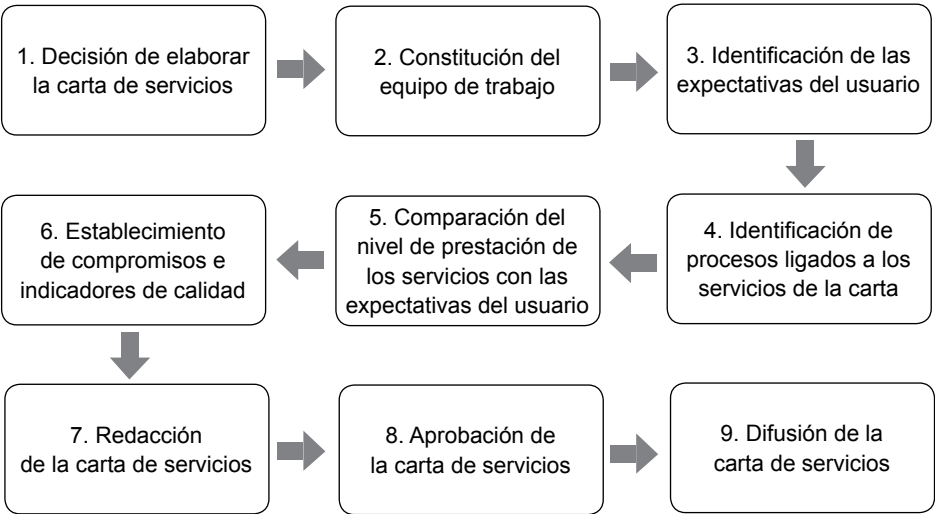 1. Decisión de elaborar
la carta de servicios
2. Constitución del
equipo de trabajo
3. Identificación de las
expectativas del usuario
4. Identificación de
procesos ligados a los
servicios de la carta
5. Comparación del
nivel de prestación de
los servicios con las
expectativas del usuario
6. Establecimiento
de compromisos e
indicadores de calidad
7. Redacción
de la carta de servicios
8. Aprobación de
la carta de servicios
9. Difusión de la
carta de servicios